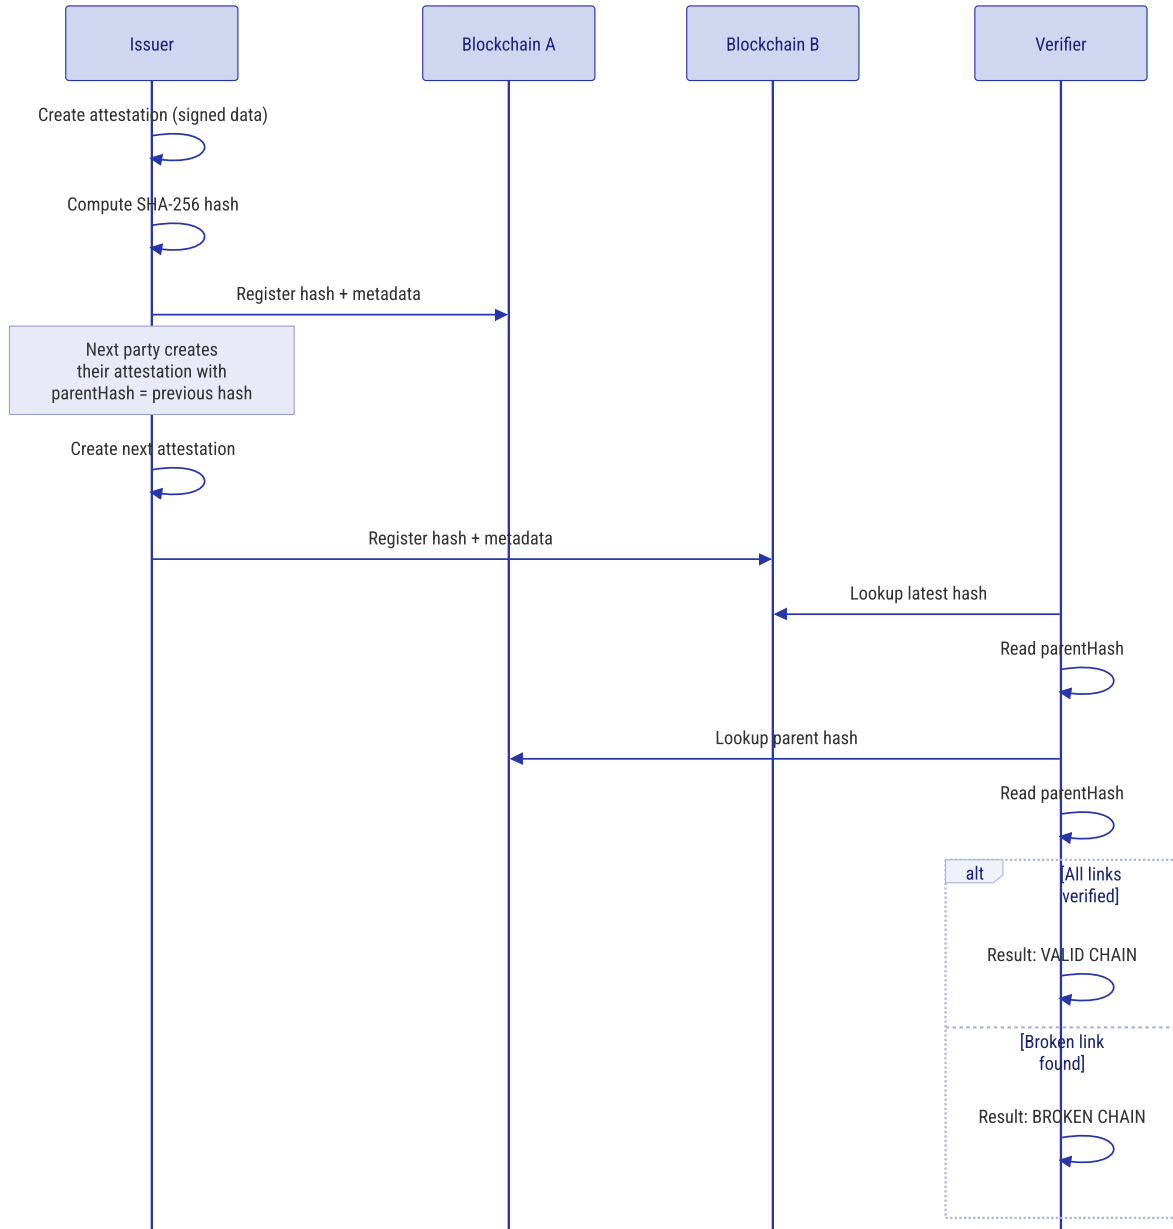 Issuer
Blockchain A
Blockchain B
Verifier
Create attestation (signed data)
Compute SHA-256 hash
Register hash + metadata
Next party creates
their attestation with
parentHash = previous hash
Create next attestation
Register hash + metadata
Lookup latest hash
Read parentHash
Lookup parent hash
Read parentHash
alt
[All links
verified]
Result: VALID CHAIN
[Broken link
found]
Result: BROKEN CHAIN